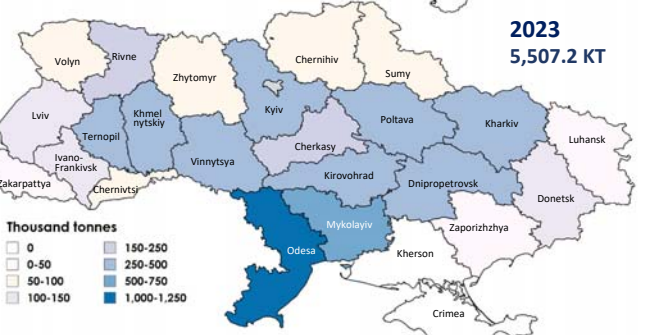 2023
5,507.2 KT
Volyn
Rivne
Zhytomyr
Chernihiv
Sumy
Kyiv
Lviv
Ternopil
Khmel
nytskiy
Poltava
Kharkiv
Luhansk
Cherkasy
Ivano-
Frankivsk
Vinnytsya
Kirovohrad
Dnipropetrovsk
Zakarpattya
Chernivtsi
Donetsk
Mykolayiv
Zaporizhzhya
Odesa
Kherson
Crimea
Thousand tonnes
0
0-50
50-100
100-150
150-250
250-500
500-750
1,000-1,250